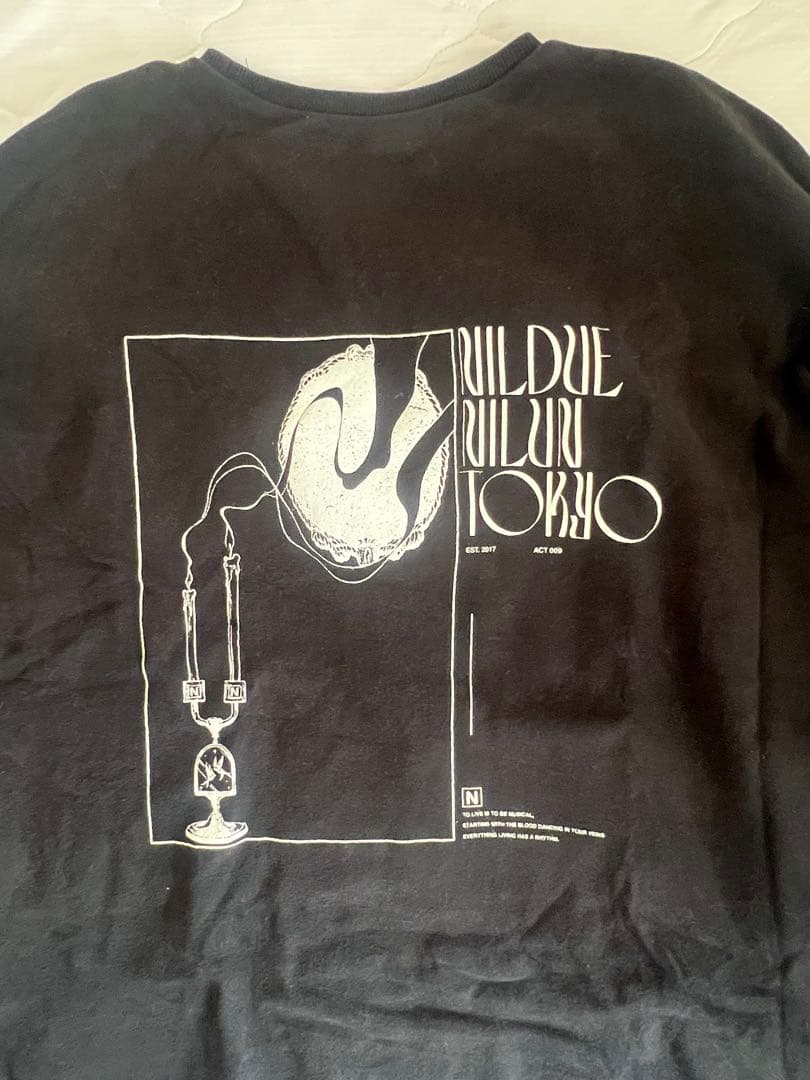 NILDUE
NILUN
TOKYO
EST. 2017 ACT 009
N N
N
TO LIVE IS TO BE MUSICAL,
STARTING WITH THE BLOOD DANCING IN YOUR VEINS
EVERYTHING LIVING HAS A RHYTHM.